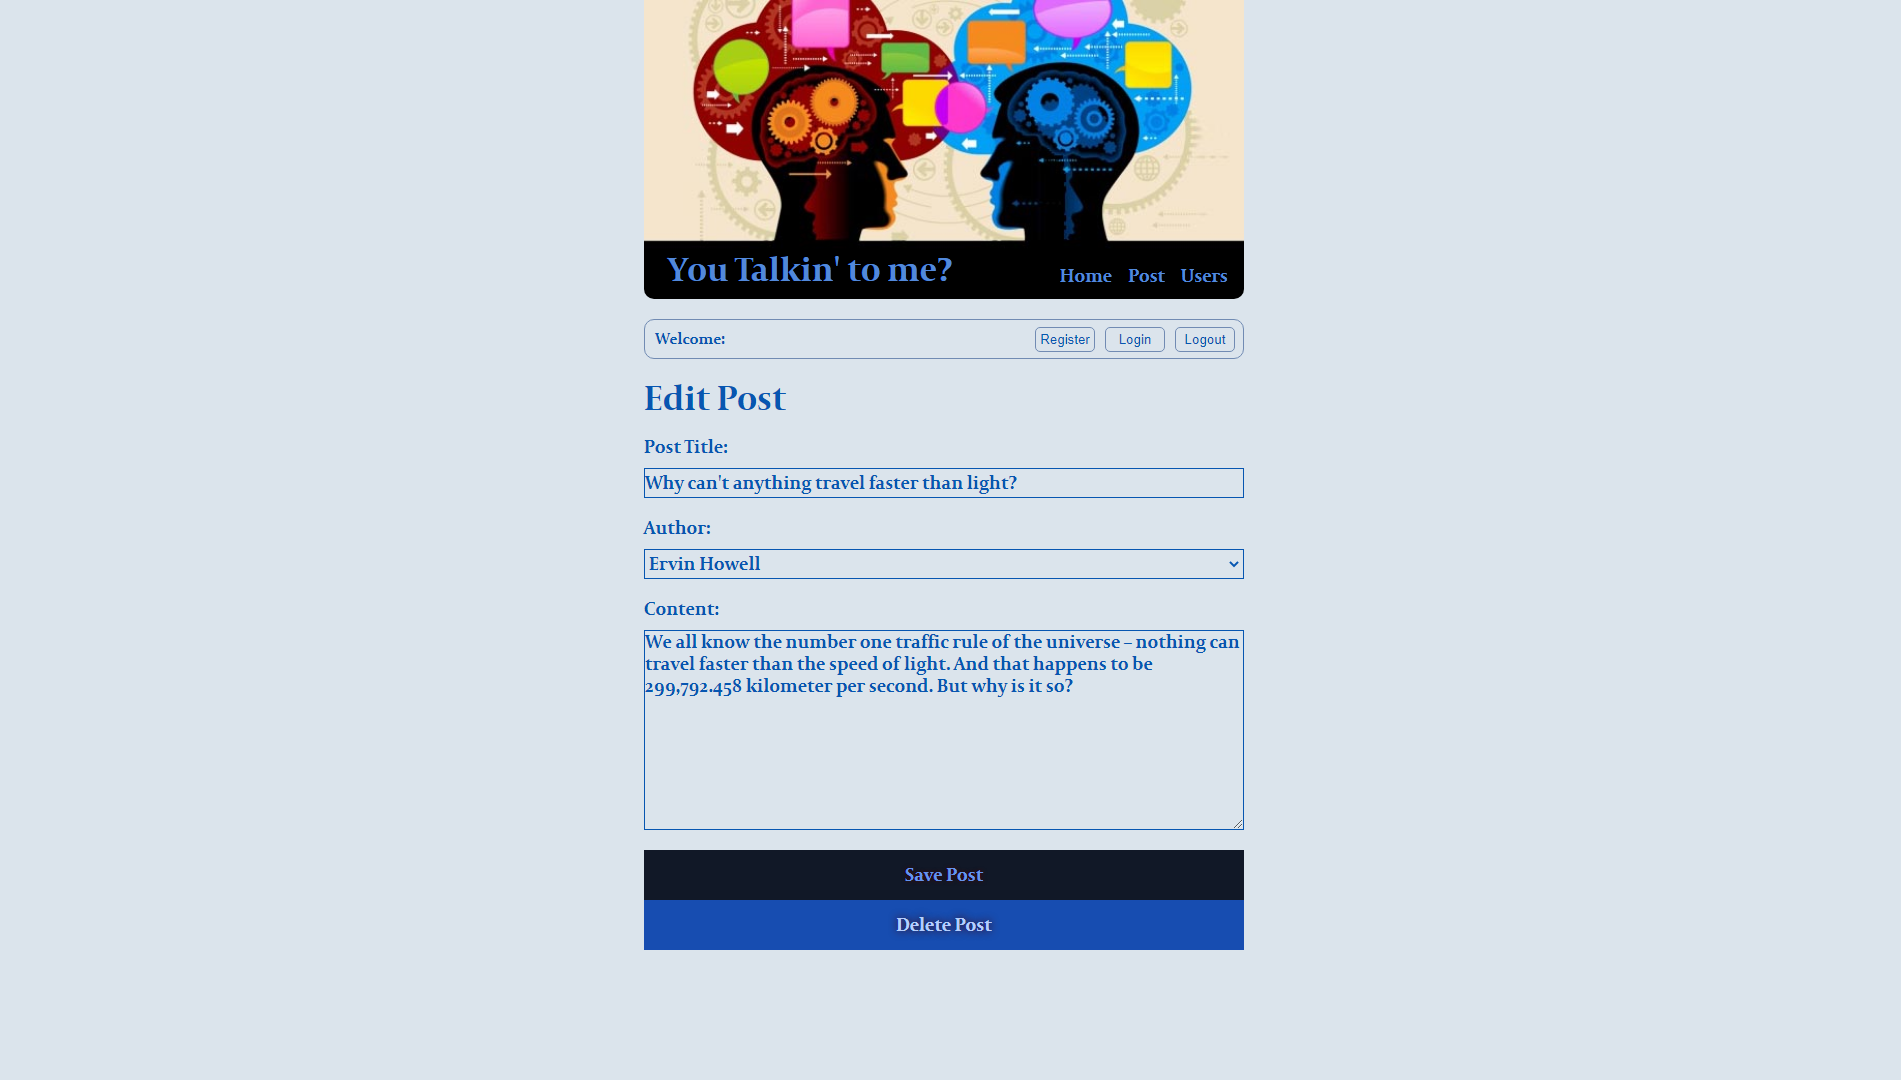 You Talkin' to me?
Home Post Users
Welcome:
Register Login Logout
Edit Post
Post Title:
Why can't anything travel faster than light?
Author:
Ervin Howell
Content:
We all know the number one traffic rule of the universe – nothing can
travel faster than the speed of light. And that happens to be
299,792.458 kilometer per second. But why is it so?
Save Post
Delete Post